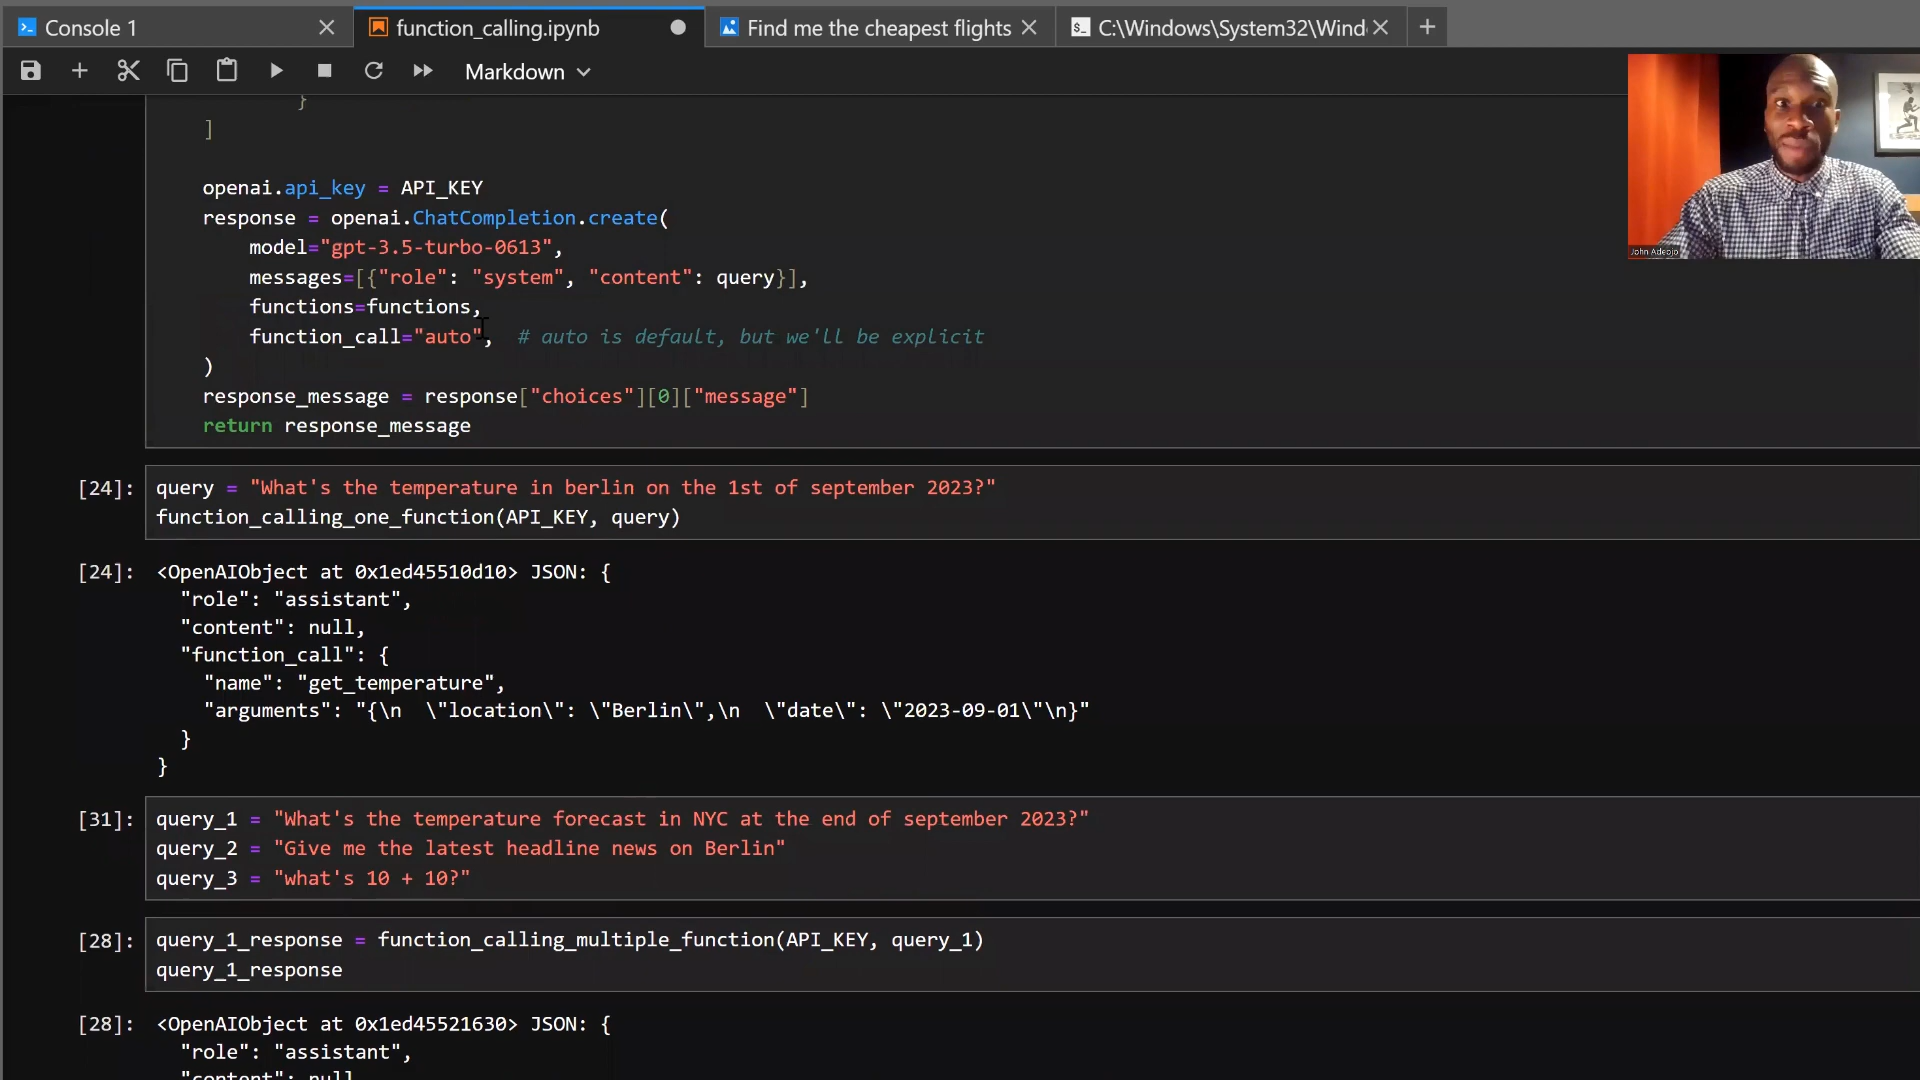 Console 1
function_calling.ipynb
Find me the cheapest flights
C:\Windows\System32\Wind
Markdown
}
]
openai.api_key = API_KEY
response = openai.ChatCompletion.create(
model="gpt-3.5-turbo-0613",
messages=[{"role": "system", "content": query}],
functions=functions,
function_call="auto",  # auto is default, but we'll be explicit
)
response_message = response["choices"][0]["message"]
return response_message
[24]: query = "What's the temperature in berlin on the 1st of september 2023?"
function_calling_one_function(API_KEY, query)
[24]: <OpenAIObject at 0x1ed45510d10> JSON: {
"role": "assistant",
"content": null,
"function_call": {
"name": "get_temperature",
"arguments": "{\n  \"location\": \"Berlin\",\n  \"date\": \"2023-09-01\"\n}"
}
}
[31]: query_1 = "What's the temperature forecast in NYC at the end of september 2023?"
query_2 = "Give me the latest headline news on Berlin"
query_3 = "what's 10 + 10?"
[28]: query_1_response = function_calling_multiple_function(API_KEY, query_1)
query_1_response
[28]: <OpenAIObject at 0x1ed45521630> JSON: {
"role": "assistant",
"content": null
John Adeojo